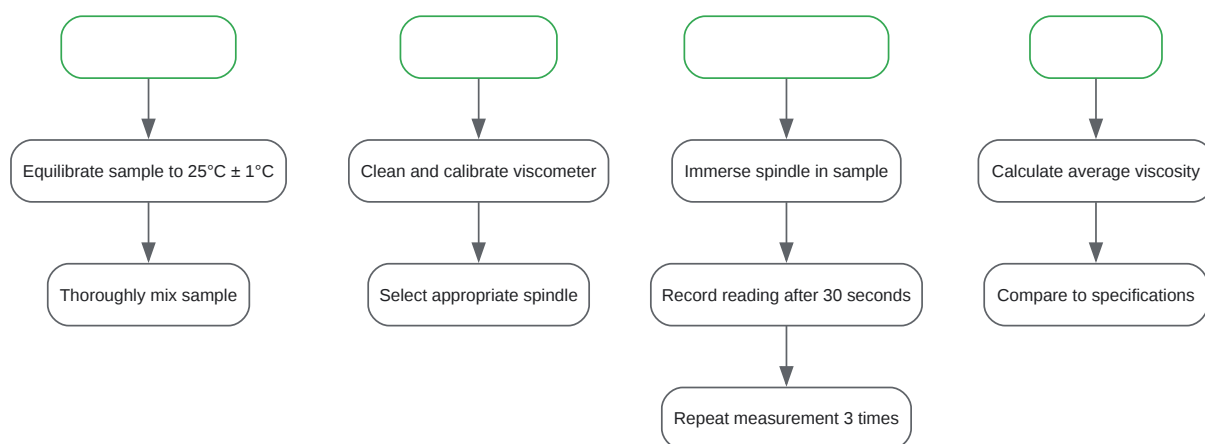 Equilibrate sample to 25°C ± 1°C
Thoroughly mix sample
Clean and calibrate viscometer
Select appropriate spindle
Immerse spindle in sample
Record reading after 30 seconds
Repeat measurement 3 times
Calculate average viscosity
Compare to specifications